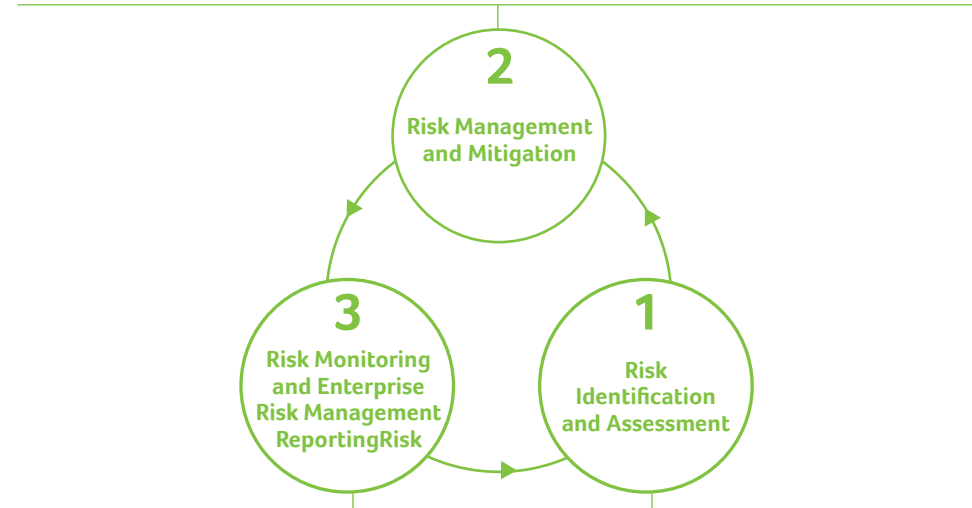 2
Risk Management
and Mitigation
3
Risk Monitoring
and Enterprise
Risk Management
ReportingRisk
1
Risk
Identification
and Assessment